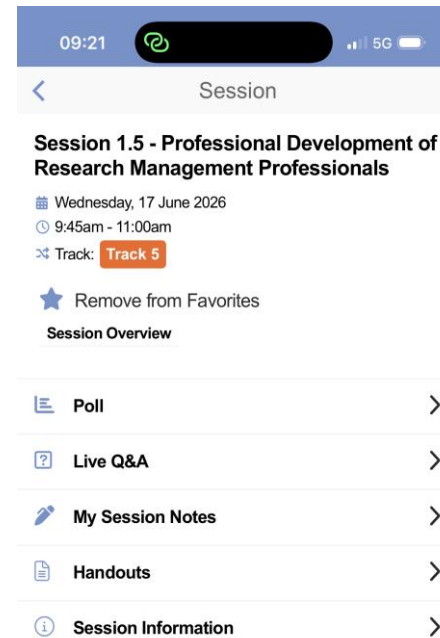 09:21
5G
Session
Session 1.5 - Professional Development of
Research Management Professionals
Wednesday, 17 June 2026
9:45am - 11:00am
Track: Track 5
Remove from Favorites
Session Overview
Poll
Live Q&A
My Session Notes
Handouts
Session Information